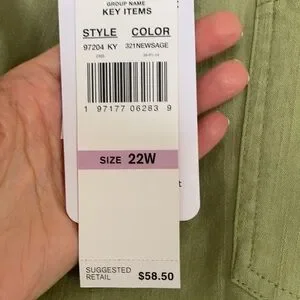 GROUP NAME
KEY ITEMS
STYLE COLOR
97204 KY 321NEWSAGE
1 97177 06283 9
SIZE 22W
SUGGESTED
RETAIL $58.50